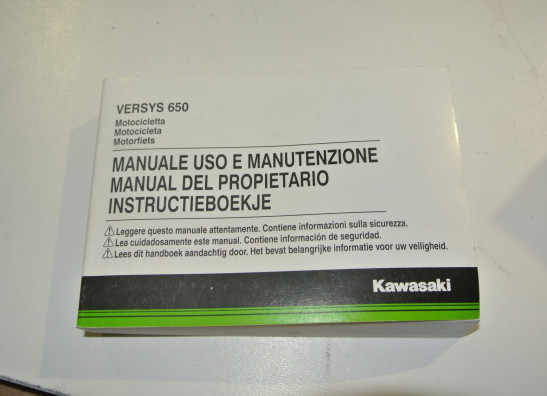 VERSYS 650
Motocicletta
Motocicleta
Motorfiets
MANUALE USO E MANUTENZIONE
MANUAL DEL PROPIETARIO
INSTRUCTIEBOEKJE
Leggere questo manuale attentamente. Contiene informazioni sulla sicurezza.
Lea cuidadosamente este manual. Contiene información de seguridad.
Lees dit handboek aandachtig door. Het bevat belangrijke informatie voor uw veiligheid.
Kawasaki